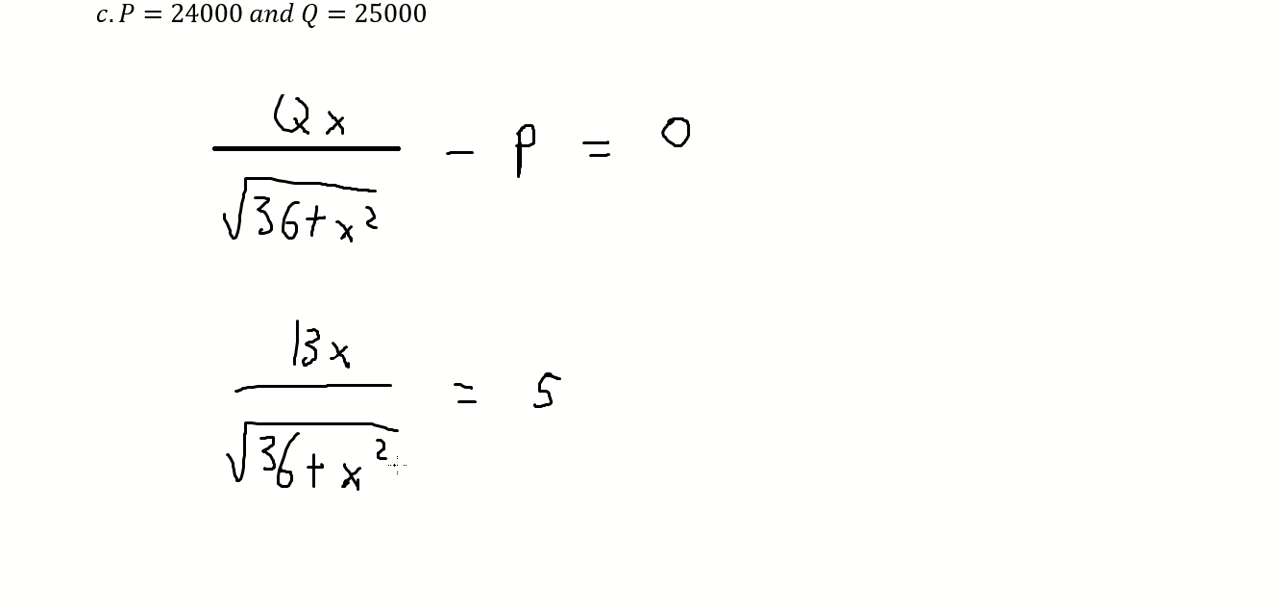 c. P = 24000 and Q = 25000
Qx
— − P = 0
√36+x²
13x
— = 5
√36+x²